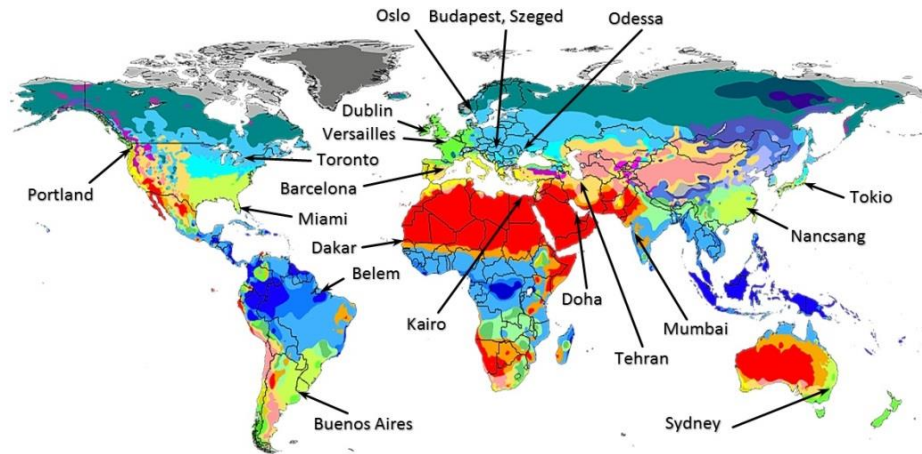 Oslo
Budapest, Szeged
Odessa
Dublin
Versailles
Toronto
Portland
Barcelona
Tokio
Miami
Nancsang
Dakar
Belem
Doha
Kairo
Mumbai
Tehran
Buenos Aires
Sydney